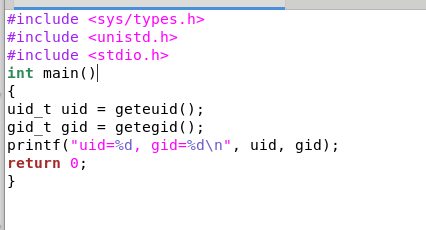 #include <sys/types.h>
#include <unistd.h>
#include <stdio.h>
int main()
{
uid_t uid = geteuid();
gid_t gid = getegid();
printf("uid=%d, gid=%d\n", uid, gid);
return 0;
}